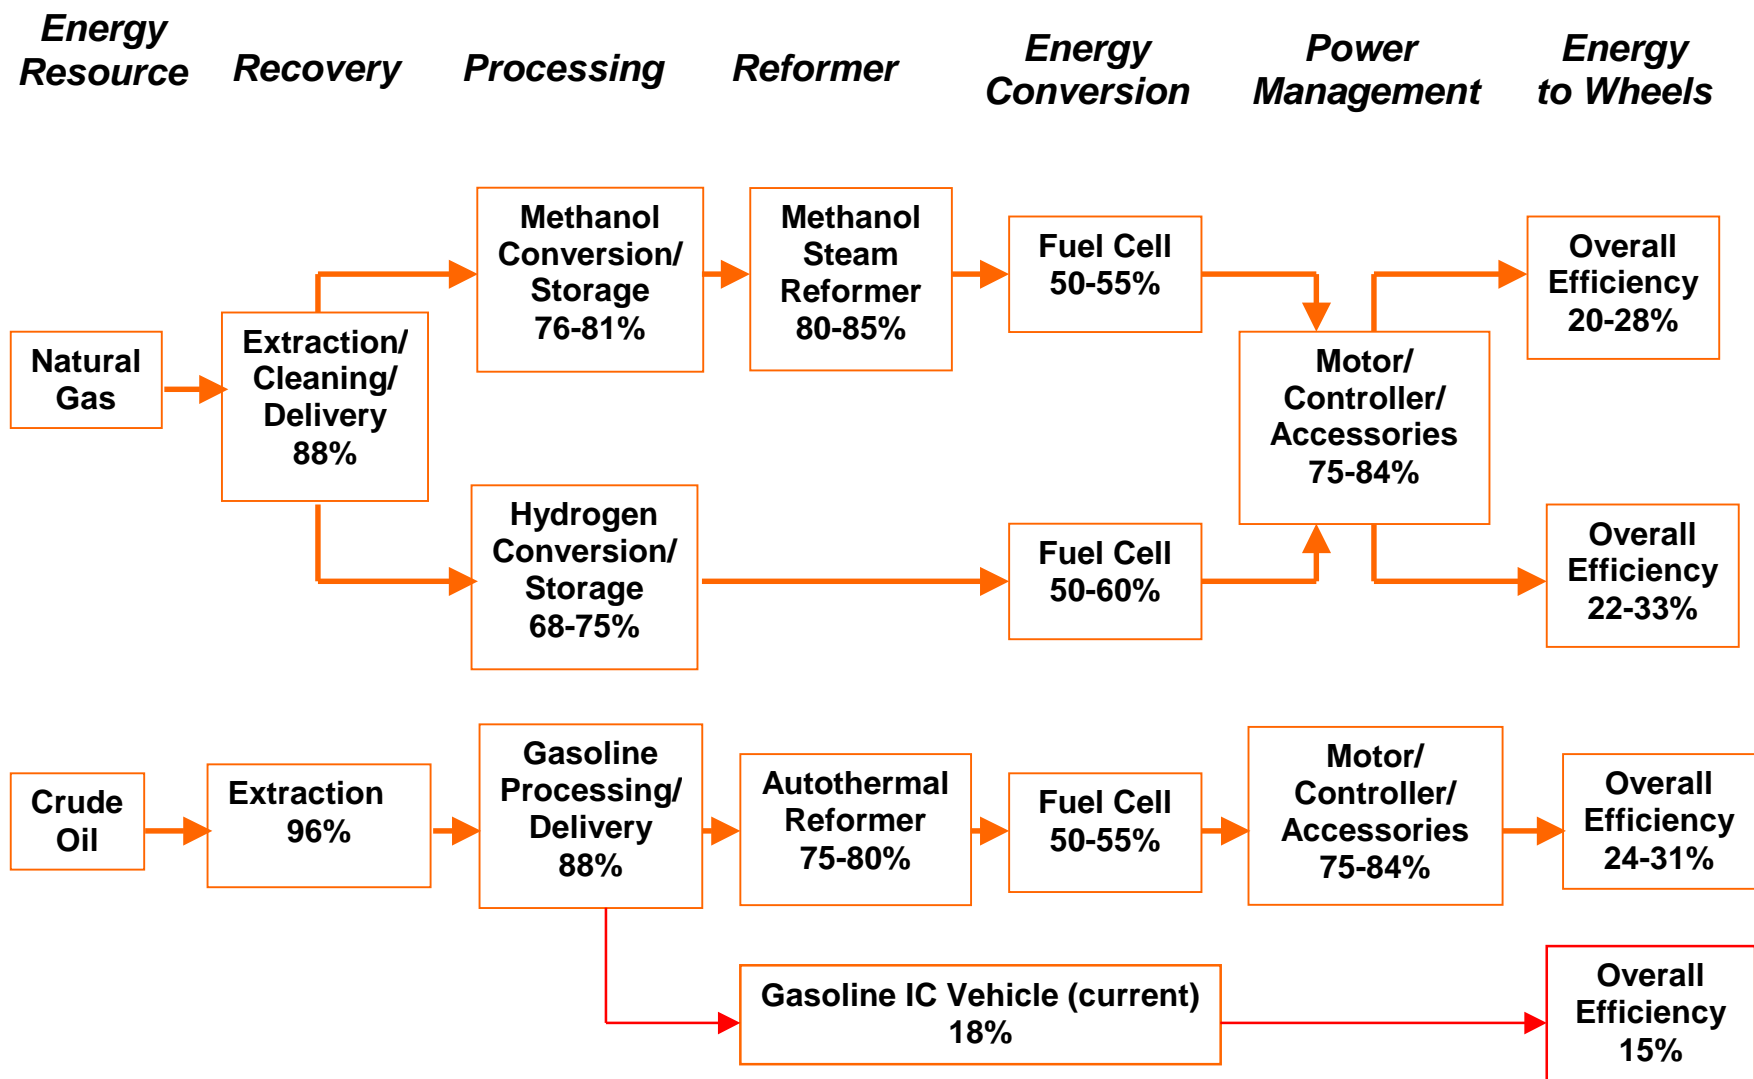 Energy
Resource
Recovery
Processing
Reformer
Energy
Conversion
Power
Management
Energy
to Wheels
Natural
Gas
Extraction/
Cleaning/
Delivery
88%
Methanol
Conversion/
Storage
76-81%
Methanol
Steam
Reformer
80-85%
Fuel Cell
50-55%
Motor/
Controller/
Accessories
75-84%
Overall
Efficiency
20-28%
Hydrogen
Conversion/
Storage
68-75%
Fuel Cell
50-60%
Overall
Efficiency
22-33%
Crude
Oil
Extraction
96%
Gasoline
Processing/
Delivery
88%
Autothermal
Reformer
75-80%
Fuel Cell
50-55%
Motor/
Controller/
Accessories
75-84%
Overall
Efficiency
24-31%
Gasoline IC Vehicle (current)
18%
Overall
Efficiency
15%